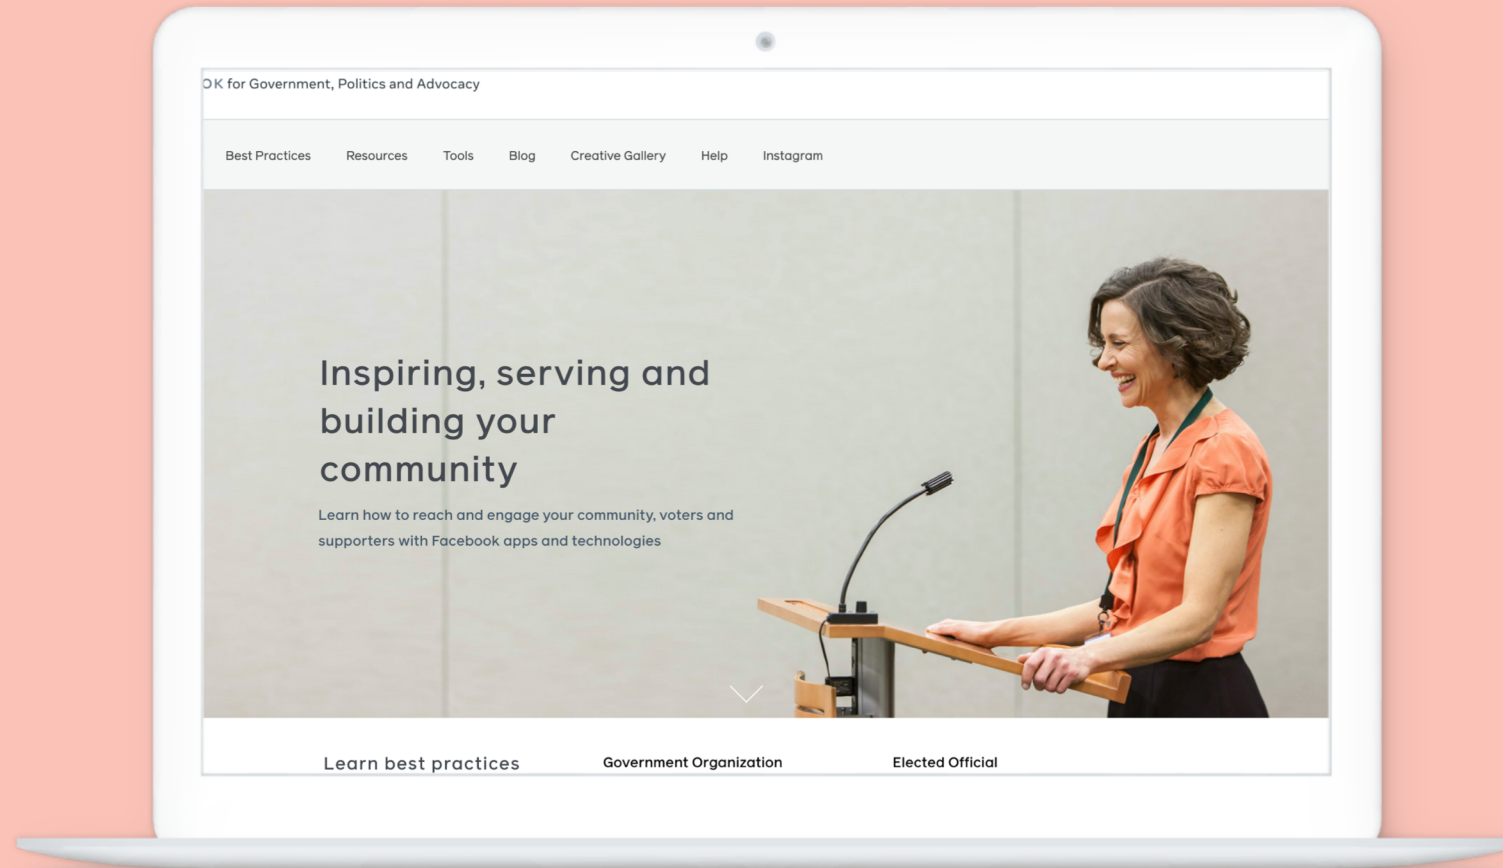 OK for Government, Politics and Advocacy
Best Practices Resources Tools Blog Creative Gallery Help Instagram
Inspiring, serving and
building your
community
Learn how to reach and engage your community, voters and
supporters with Facebook apps and technologies
Learn best practices Government Organization Elected Official